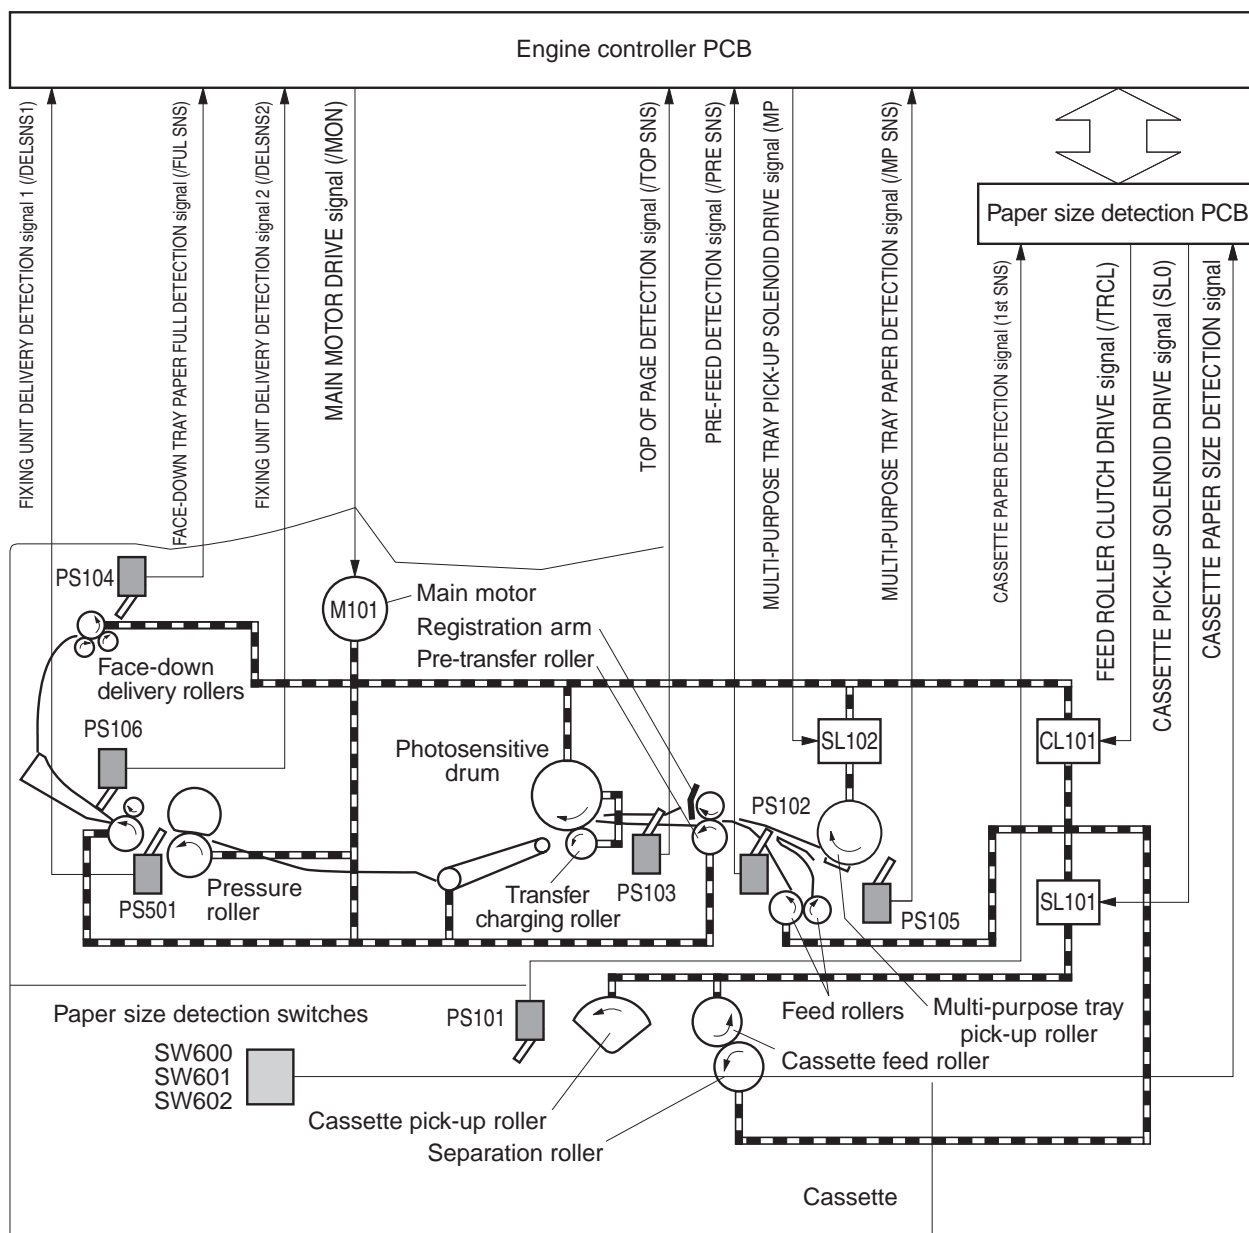 Engine controller PCB
FIXING UNIT DELIVERY DETECTION signal 1 (/DELSNS1)
FACE-DOWN TRAY PAPER FULL DETECTION signal (/FUL SNS)
FIXING UNIT DELIVERY DETECTION signal 2 (/DELSNS2)
MAIN MOTOR DRIVE signal (/MON)
TOP OF PAGE DETECTION signal (/TOP SNS)
PRE-FEED DETECTION signal (/PRE SNS)
MULTI-PURPOSE TRAY PICK-UP SOLENOID DRIVE signal (MP
MULTI-PURPOSE TRAY PAPER DETECTION signal (/MP SNS)
Paper size detection PCB
CASSETTE PAPER DETECTION signal (1st SNS)
FEED ROLLER CLUTCH DRIVE signal (/TRCL)
CASSETTE PICK-UP SOLENOID DRIVE signal (SL0)
CASSETTE PAPER SIZE DETECTION signal
PS104
M101
Main motor
Registration arm
Pre-transfer roller
Face-down
delivery rollers
PS106
Photosensitive
drum
SL102
CL101
PS102
PS501
Pressure
roller
Transfer
charging roller
PS103
PS105
SL101
Paper size detection switches
PS101
Feed rollers
Multi-purpose tray
pick-up roller
SW600
SW601
SW602
Cassette feed roller
Cassette pick-up roller
Separation roller
Cassette